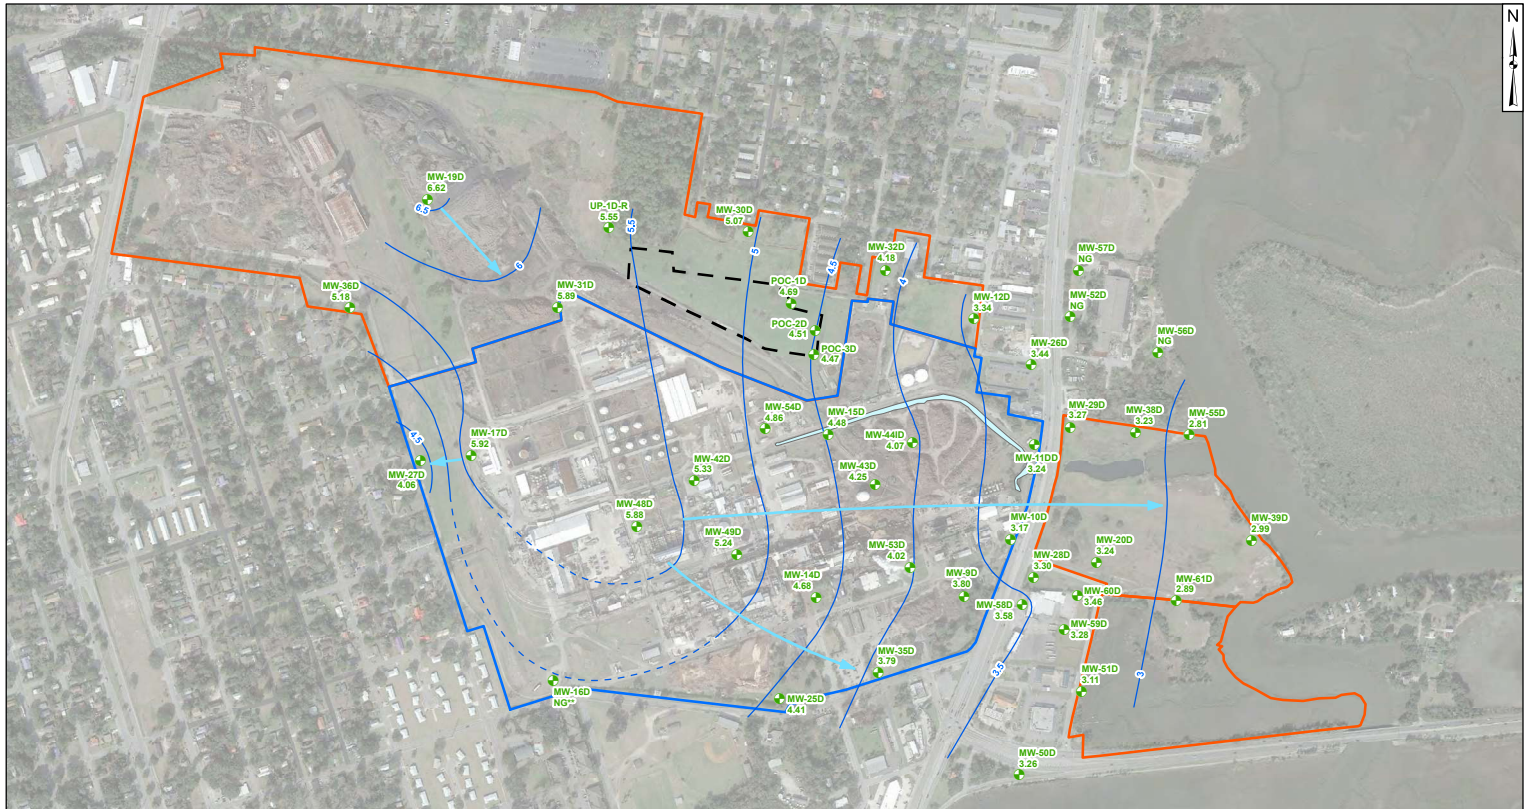 N
MW-19D
6.62
6.5
UP-1D-R
5.55
5.5
MW-30D
5.07
5
MW-32D
4.18
4.5
4
MW-57D
NG
6
MW-36D
5.18
MW-31D
5.89
POC-1D
4.69
MW-12D
3.34
MW-52D
NG
POC-2D
4.51
POC-3D
4.47
MW-26D
3.44
MW-56D
NG
MW-54D
4.86
MW-15D
4.48
MW-44ID
4.07
MW-29D
3.27
MW-38D
3.23
MW-55D
2.81
4.5
MW-17D
5.92
MW-27D
4.06
MW-42D
5.33
MW-43D
4.25
MW-11DD
3.24
MW-48D
5.88
MW-49D
5.24
MW-10D
3.17
MW-39D
2.99
MW-53D
4.02
MW-28D
3.30
MW-20D
3.24
MW-14D
4.68
MW-9D
3.80
MW-58D
3.58
MW-60D
3.46
MW-61D
2.89
MW-59D
3.28
MW-35D
3.79
3.5
MW-51D
3.11
3
MW-16D
NG**
MW-25D
4.41
MW-50D
3.26